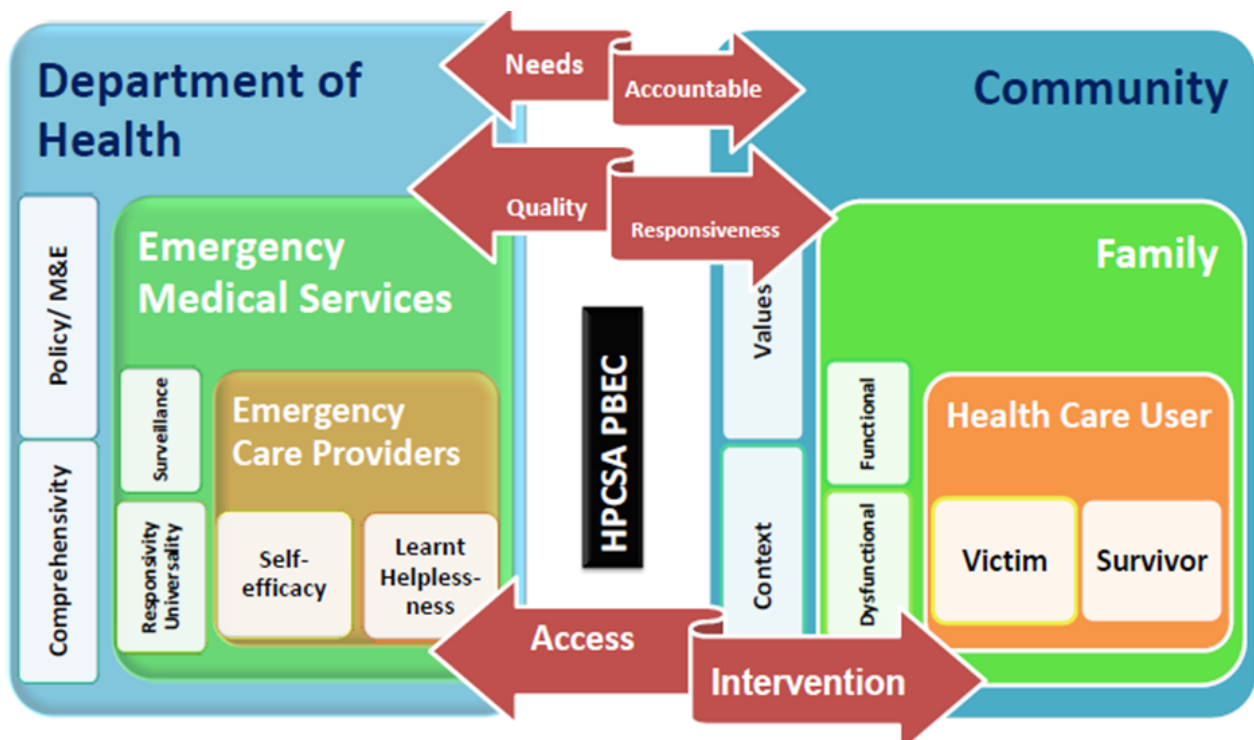 Department of
Health
Needs
Accountable
Community
Quality
Responsiveness
Policy/ M&E
Comprehensivity
Emergency
Medical Services
Surveillance
Responsivity
Universality
Emergency
Care Providers
Self-
efficacy
Learnt
Helpless-
ness
HPCSA PBEC
Values
Context
Family
Functional
Dysfunctional
Health Care User
Victim
Survivor
Access
Intervention